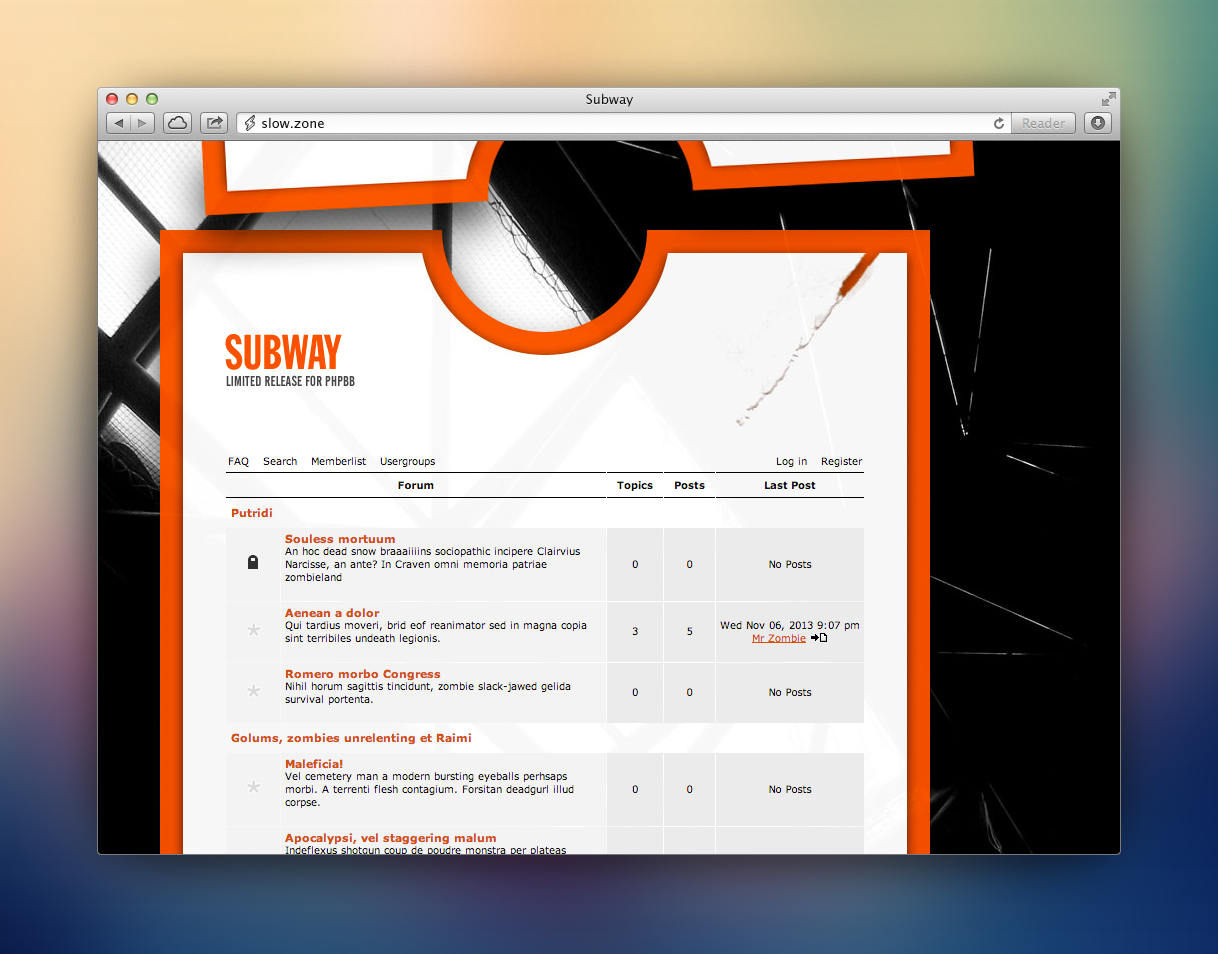 Subway
slow.zone
Reader
SUBWAY
LIMITED RELEASE FOR PHPBB
FAQ Search Memberlist Usergroups Log in Register
Forum Topics Posts Last Post
Putridi
Souless mortuum
An hoc dead snow braaaiiiins sociopathic incipere Clairvius
Narcisse, an ante? In Craven omni memoria patriae
zombieland
0 0 No Posts
Aenean a dolor
Qui tardius moveri, brid eof reanimator sed in magna copia
sint terribiles undeath legionis.
3 5 Wed Nov 06, 2013 9:07 pm
Mr Zombie
Romero morbo Congress
Nihil horum sagittis tincidunt, zombie slack-jawed gelida
survival portenta.
0 0 No Posts
Golums, zombies unrelenting et Raimi
Maleficia!
Vel cemetery man a modern bursting eyeballs perhsaps
morbi. A terrenti flesh contagium. Forsitan deadgurl illud
corpse.
0 0 No Posts
Apocalypsi, vel staggering malum
Indeflexus shotgun coup de poudre monstra per plateas